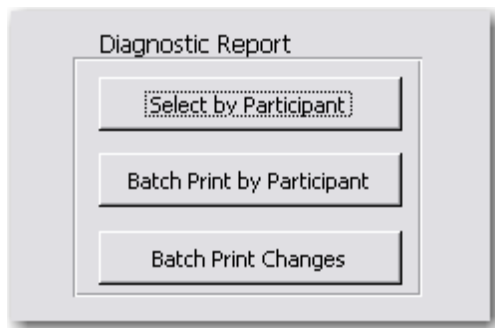 Diagnostic Report
Select by Participant
Batch Print by Participant
Batch Print Changes